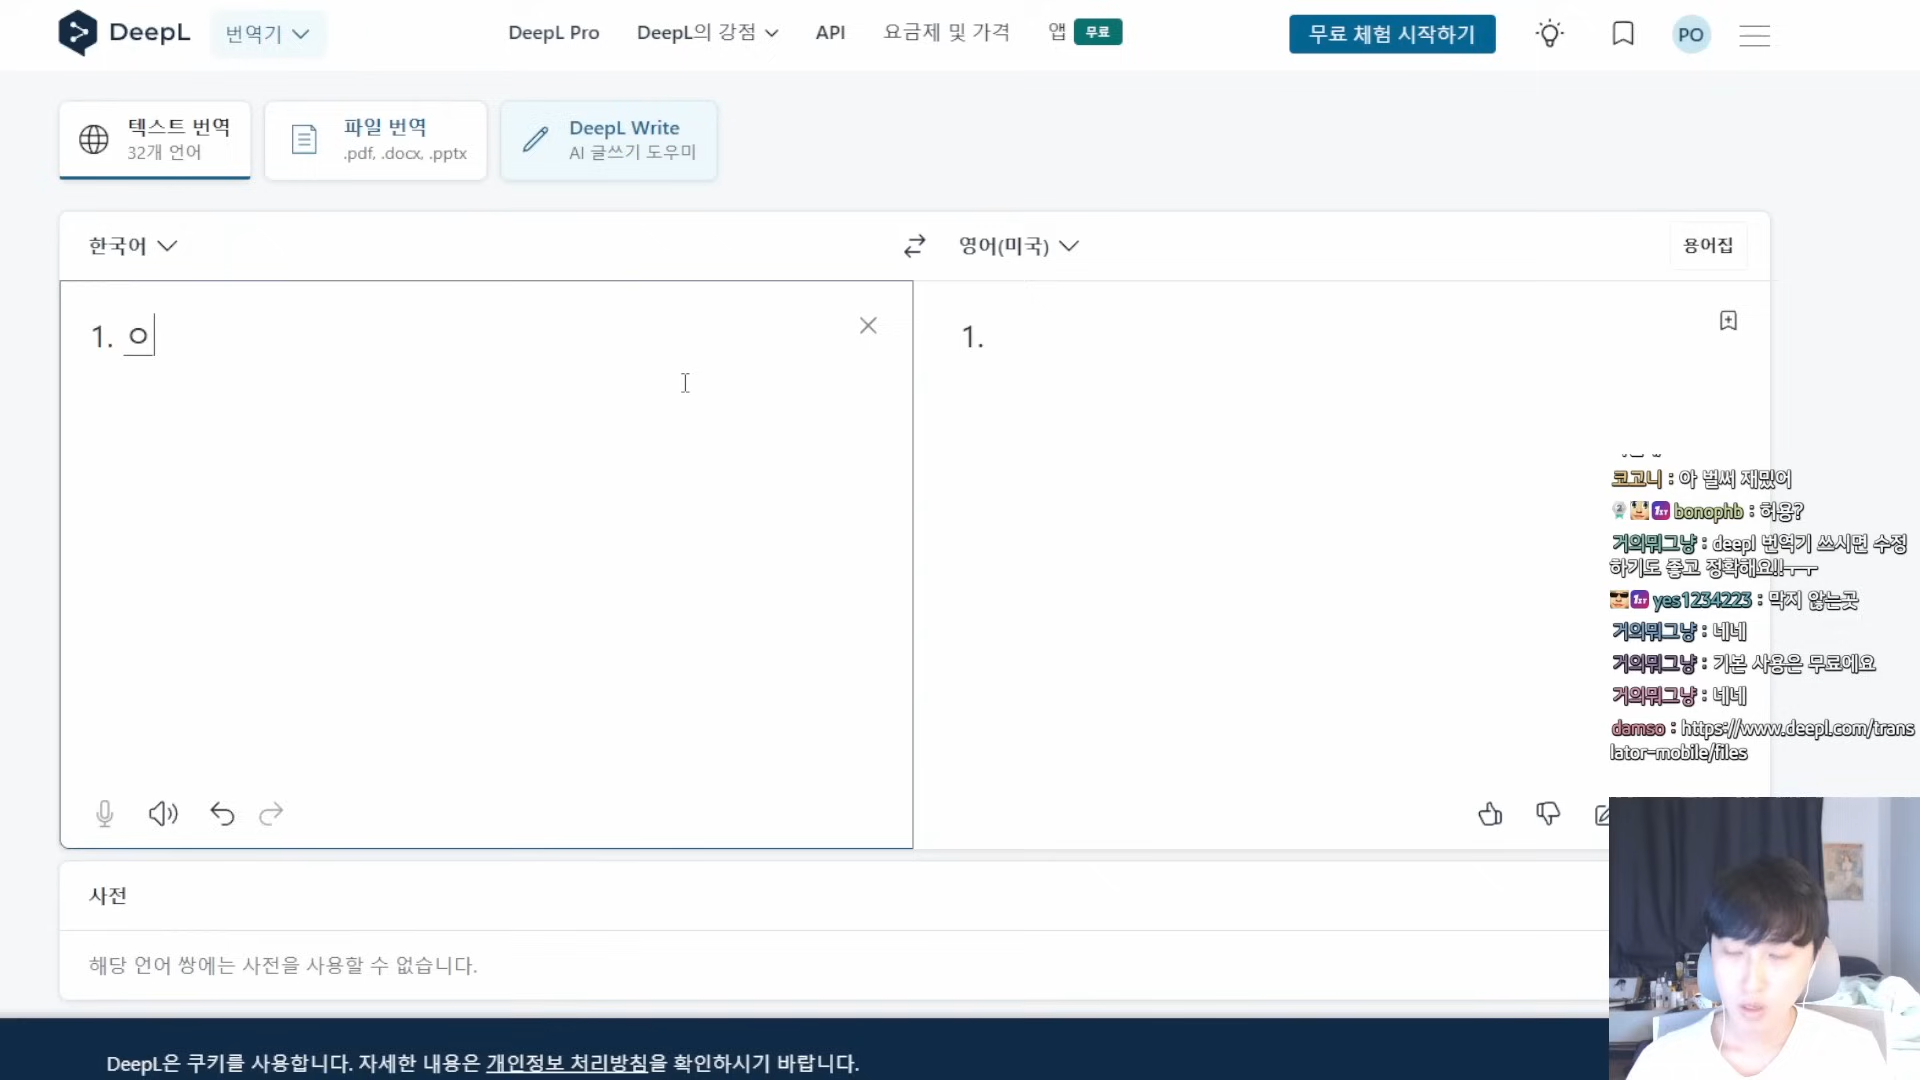 DeepL
번역기
DeepL Pro
DeepL의 강점
API
요금제 및 가격
앱 무료
무료 체험 시작하기
PO
텍스트 번역
32개 언어
파일 번역
.pdf, .docx, .pptx
DeepL Write
AI 글쓰기 도우미
한국어
영어(미국)
용어집
1. ㅇ
1.
코고니 : 아 벌써 재밌어
bonophb : 허용?
거의뭐그냥 : deepl 번역기 쓰시면 수정
하기도 좋고 정확해요!!ㅜㅜ
yes1234223 : 막지 않는곳
거의뭐그냥 : 네네
거의뭐그냥 : 기본 사용은 무료에요
거의뭐그냥 : 네네
damso : https://www.deepl.com/trans
lator-mobile/files
사전
해당 언어 쌍에는 사전을 사용할 수 없습니다.
DeepL은 쿠키를 사용합니다. 자세한 내용은 개인정보 처리방침을 확인하시기 바랍니다.